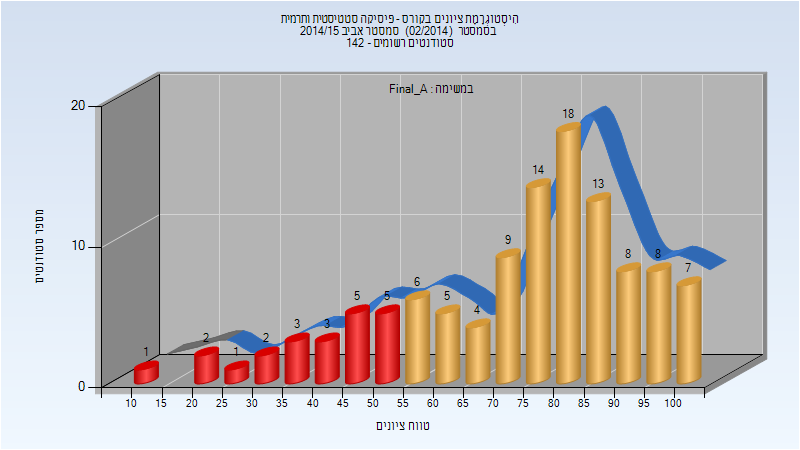 הִיסטוֹגרמַת ציונים בקורס - פיסיקה סטטיסטית ותרמית
בסמסטר (02/2014) סמסטר אביב 2014/15
סטודנטים רשומים - 142
במשימה : Final_A
מספר סטודנטים
20
10
0
1 2 1 2 3 3 5 5 6 5 4 9 14 18 13 8 8 7
10 15 20 25 30 35 40 45 50 55 60 65 70 75 80 85 90 95 100
טווח ציונים